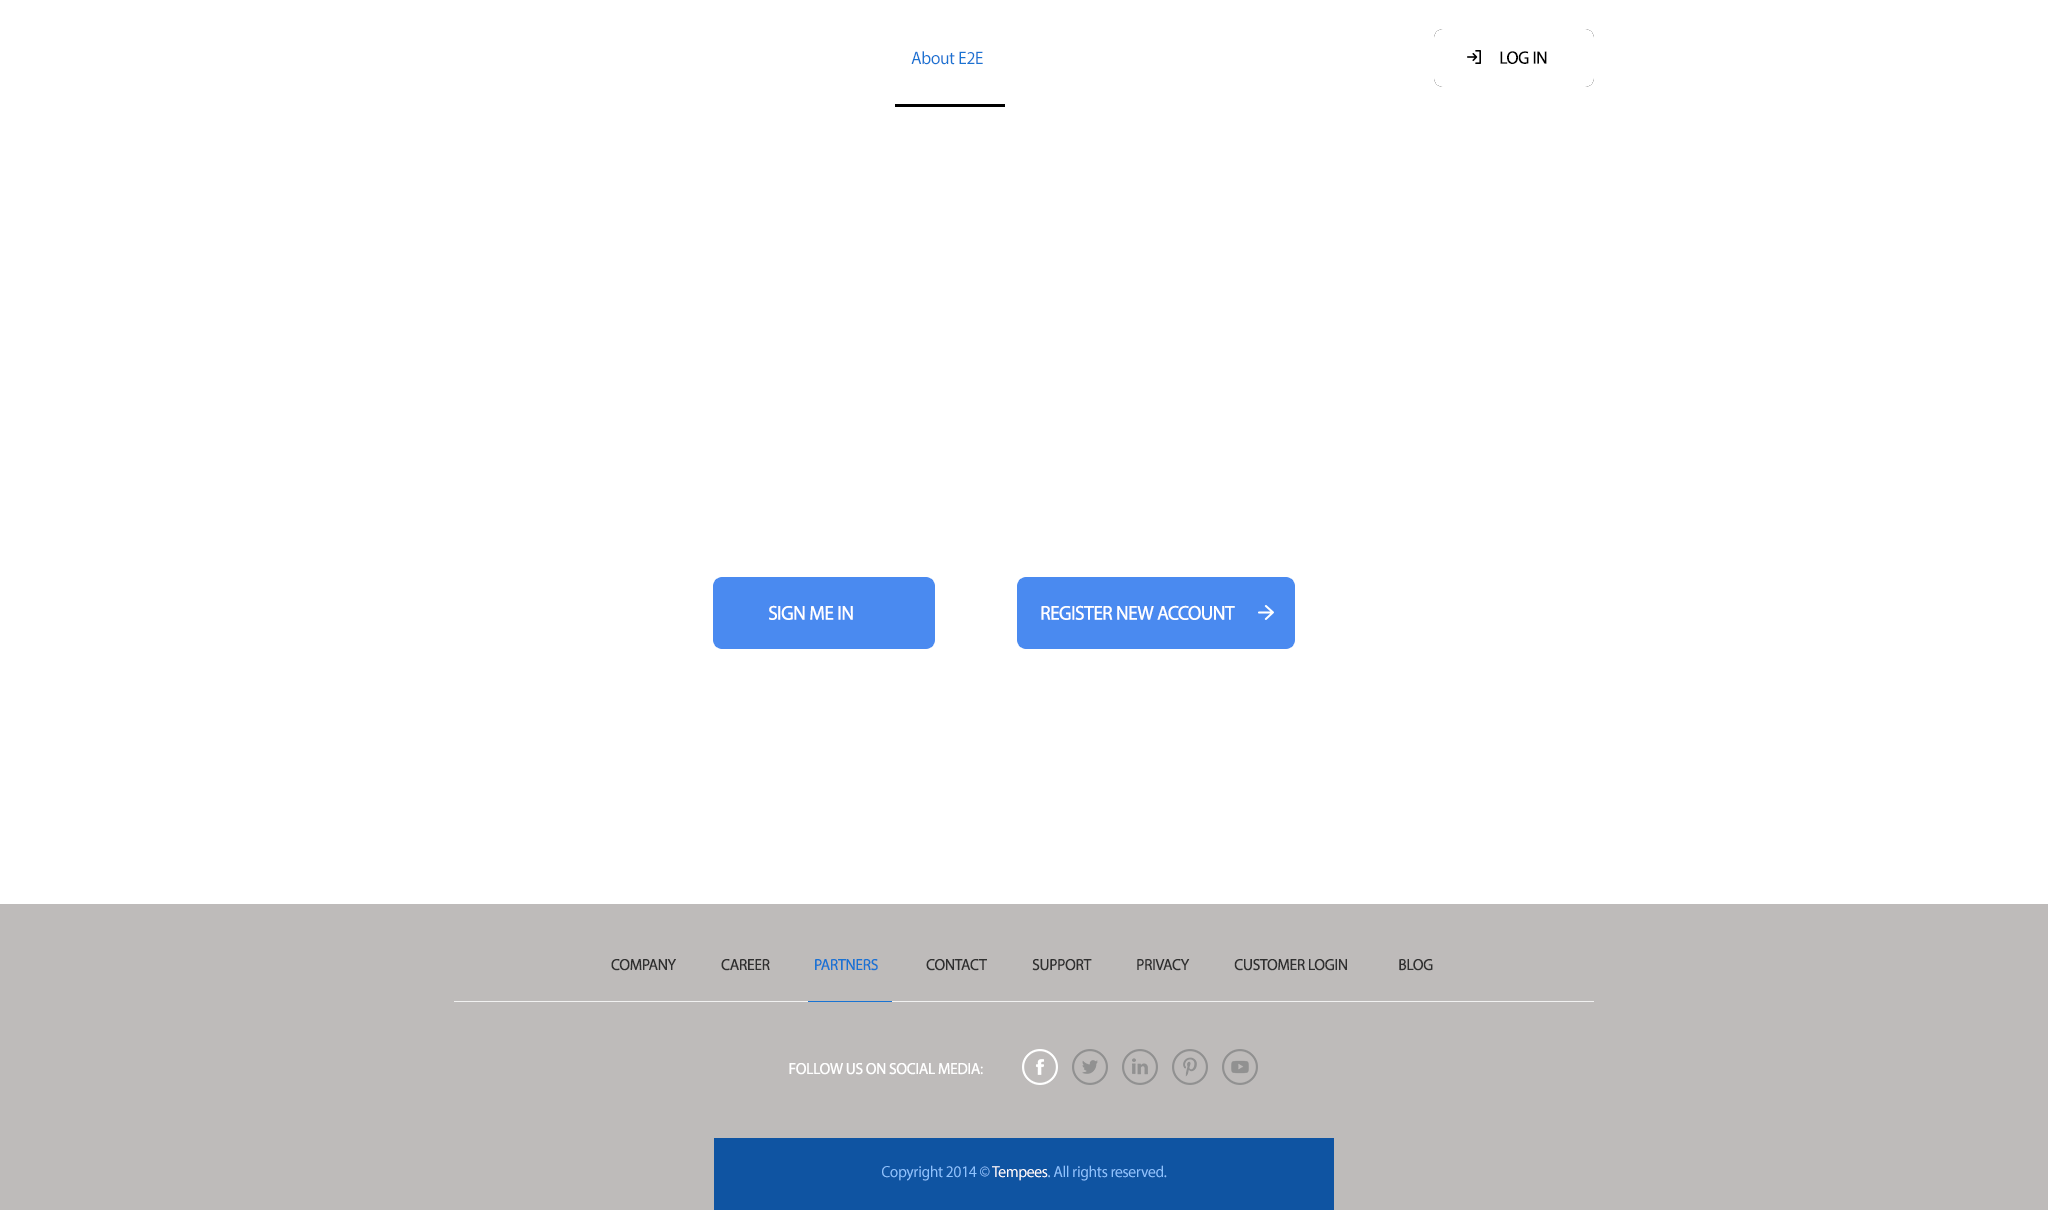 About E2E
LOG IN
SIGN ME IN
REGISTER NEW ACCOUNT
COMPANY CAREER PARTNERS CONTACT SUPPORT PRIVACY CUSTOMER LOGIN BLOG
FOLLOW US ON SOCIAL MEDIA:
Copyright 2014 © Tempees. All rights reserved.